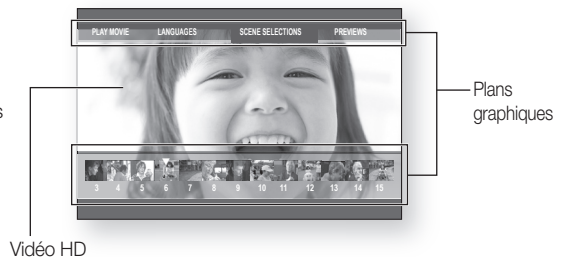 PLAY MOVIE LANGUAGES SCENE SELECTIONS PREVIEWS
Plans
graphiques
s
3 4 5 6 7 8 9 10 11 12 13 14 15
Vidéo HD